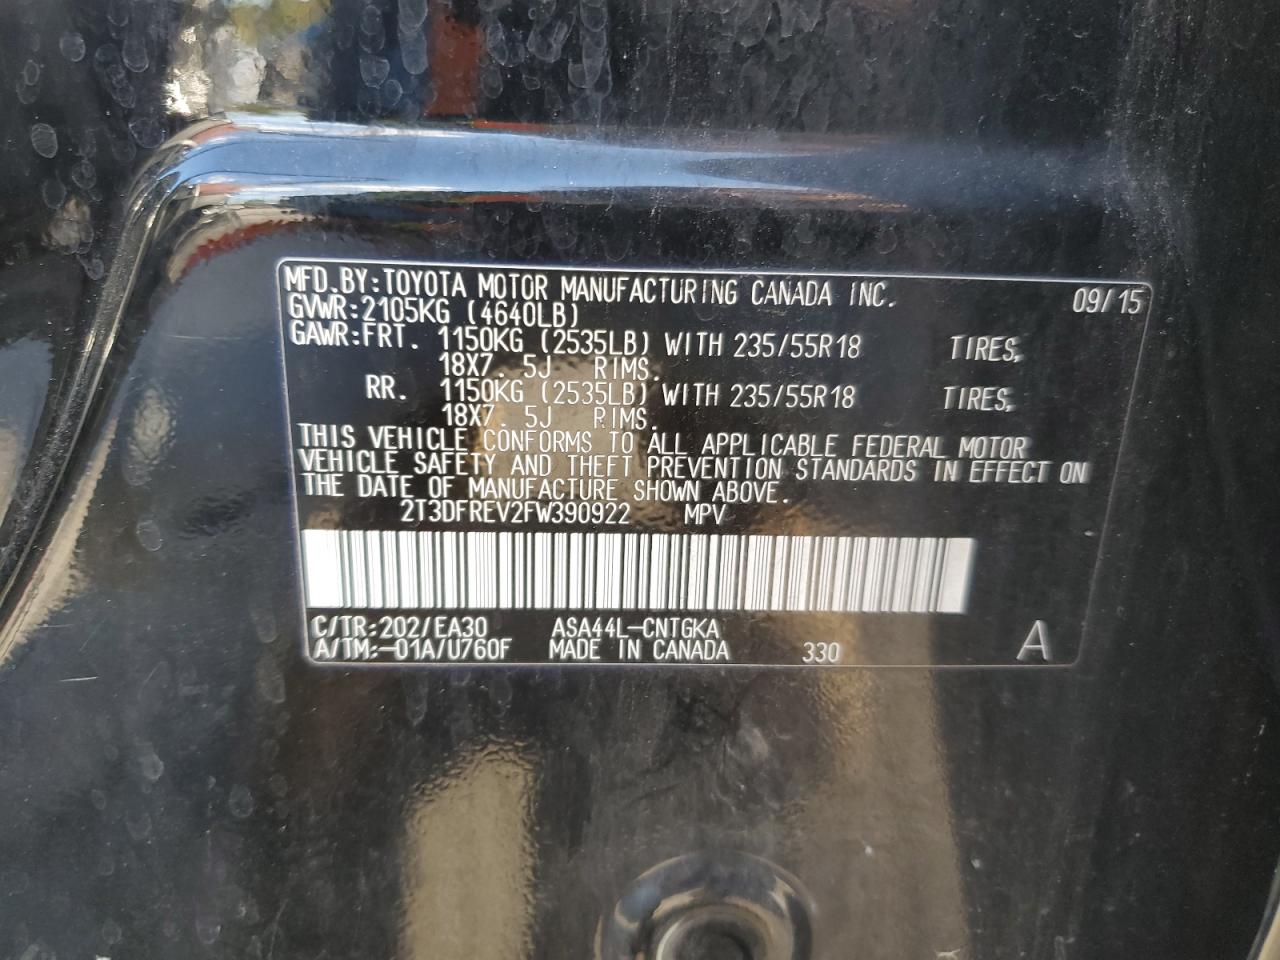 MFD.BY:TOYOTA MOTOR MANUFACTURING CANADA INC. 09/15
GVWR:2105KG (4640LB)
GAWR:FRT. 1150KG (2535LB) WITH 235/55R18 TIRES,
18X7. 5J RIMS.
RR. 1150KG (2535LB) WITH 235/55R18 TIRES,
18X7. 5J RIMS.
THIS VEHICLE CONFORMS TO ALL APPLICABLE FEDERAL MOTOR
VEHICLE SAFETY AND THEFT PREVENTION STANDARDS IN EFFECT ON
THE DATE OF MANUFACTURE SHOWN ABOVE.
2T3DFREV2FW390922 MPV
C/TR:202/EA30 ASA44L-CNTGKA
A/TM:-01A/U760F MADE IN CANADA 330 A